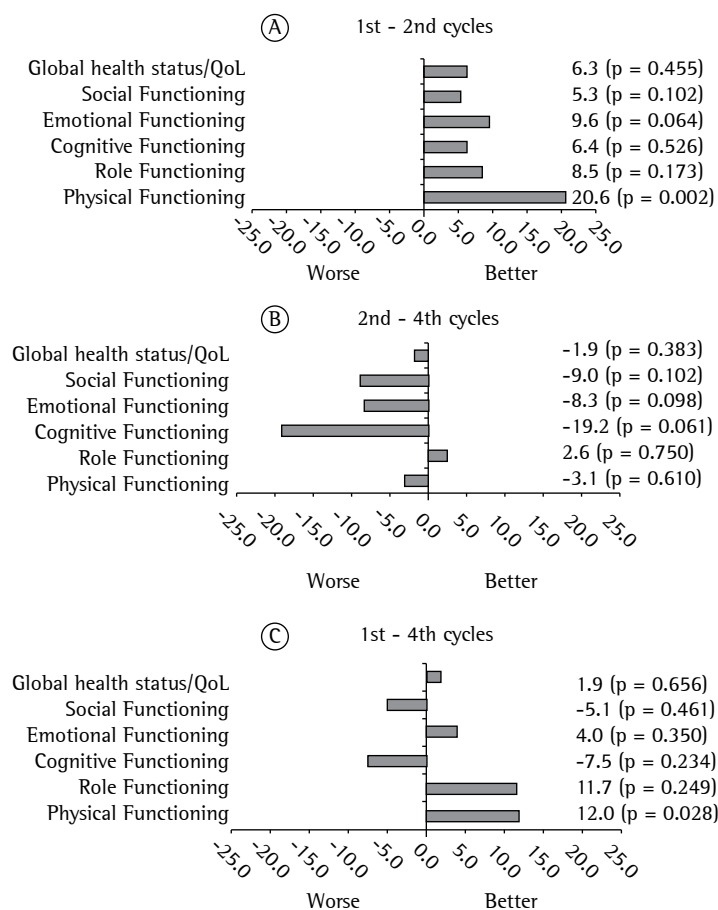 A 1st - 2nd cycles
Global health status/QoL 6.3 (p = 0.455)
Social Functioning 5.3 (p = 0.102)
Emotional Functioning 9.6 (p = 0.064)
Cognitive Functioning 6.4 (p = 0.526)
Role Functioning 8.5 (p = 0.173)
Physical Functioning 20.6 (p = 0.002)
-25.0 -20.0 -15.0 -10.0 -5.0 0.0 5.0 10.0 15.0 20.0 25.0
Worse Better
B 2nd - 4th cycles
Global health status/QoL -1.9 (p = 0.383)
Social Functioning -9.0 (p = 0.102)
Emotional Functioning -8.3 (p = 0.098)
Cognitive Functioning -19.2 (p = 0.061)
Role Functioning 2.6 (p = 0.750)
Physical Functioning -3.1 (p = 0.610)
-25.0 -20.0 -15.0 -10.0 -5.0 0.0 5.0 10.0 15.0 20.0 25.0
Worse Better
C 1st - 4th cycles
Global health status/QoL 1.9 (p = 0.656)
Social Functioning -5.1 (p = 0.461)
Emotional Functioning 4.0 (p = 0.350)
Cognitive Functioning -7.5 (p = 0.234)
Role Functioning 11.7 (p = 0.249)
Physical Functioning 12.0 (p = 0.028)
-25.0 -20.0 -15.0 -10.0 -5.0 0.0 5.0 10.0 15.0 20.0 25.0
Worse Better